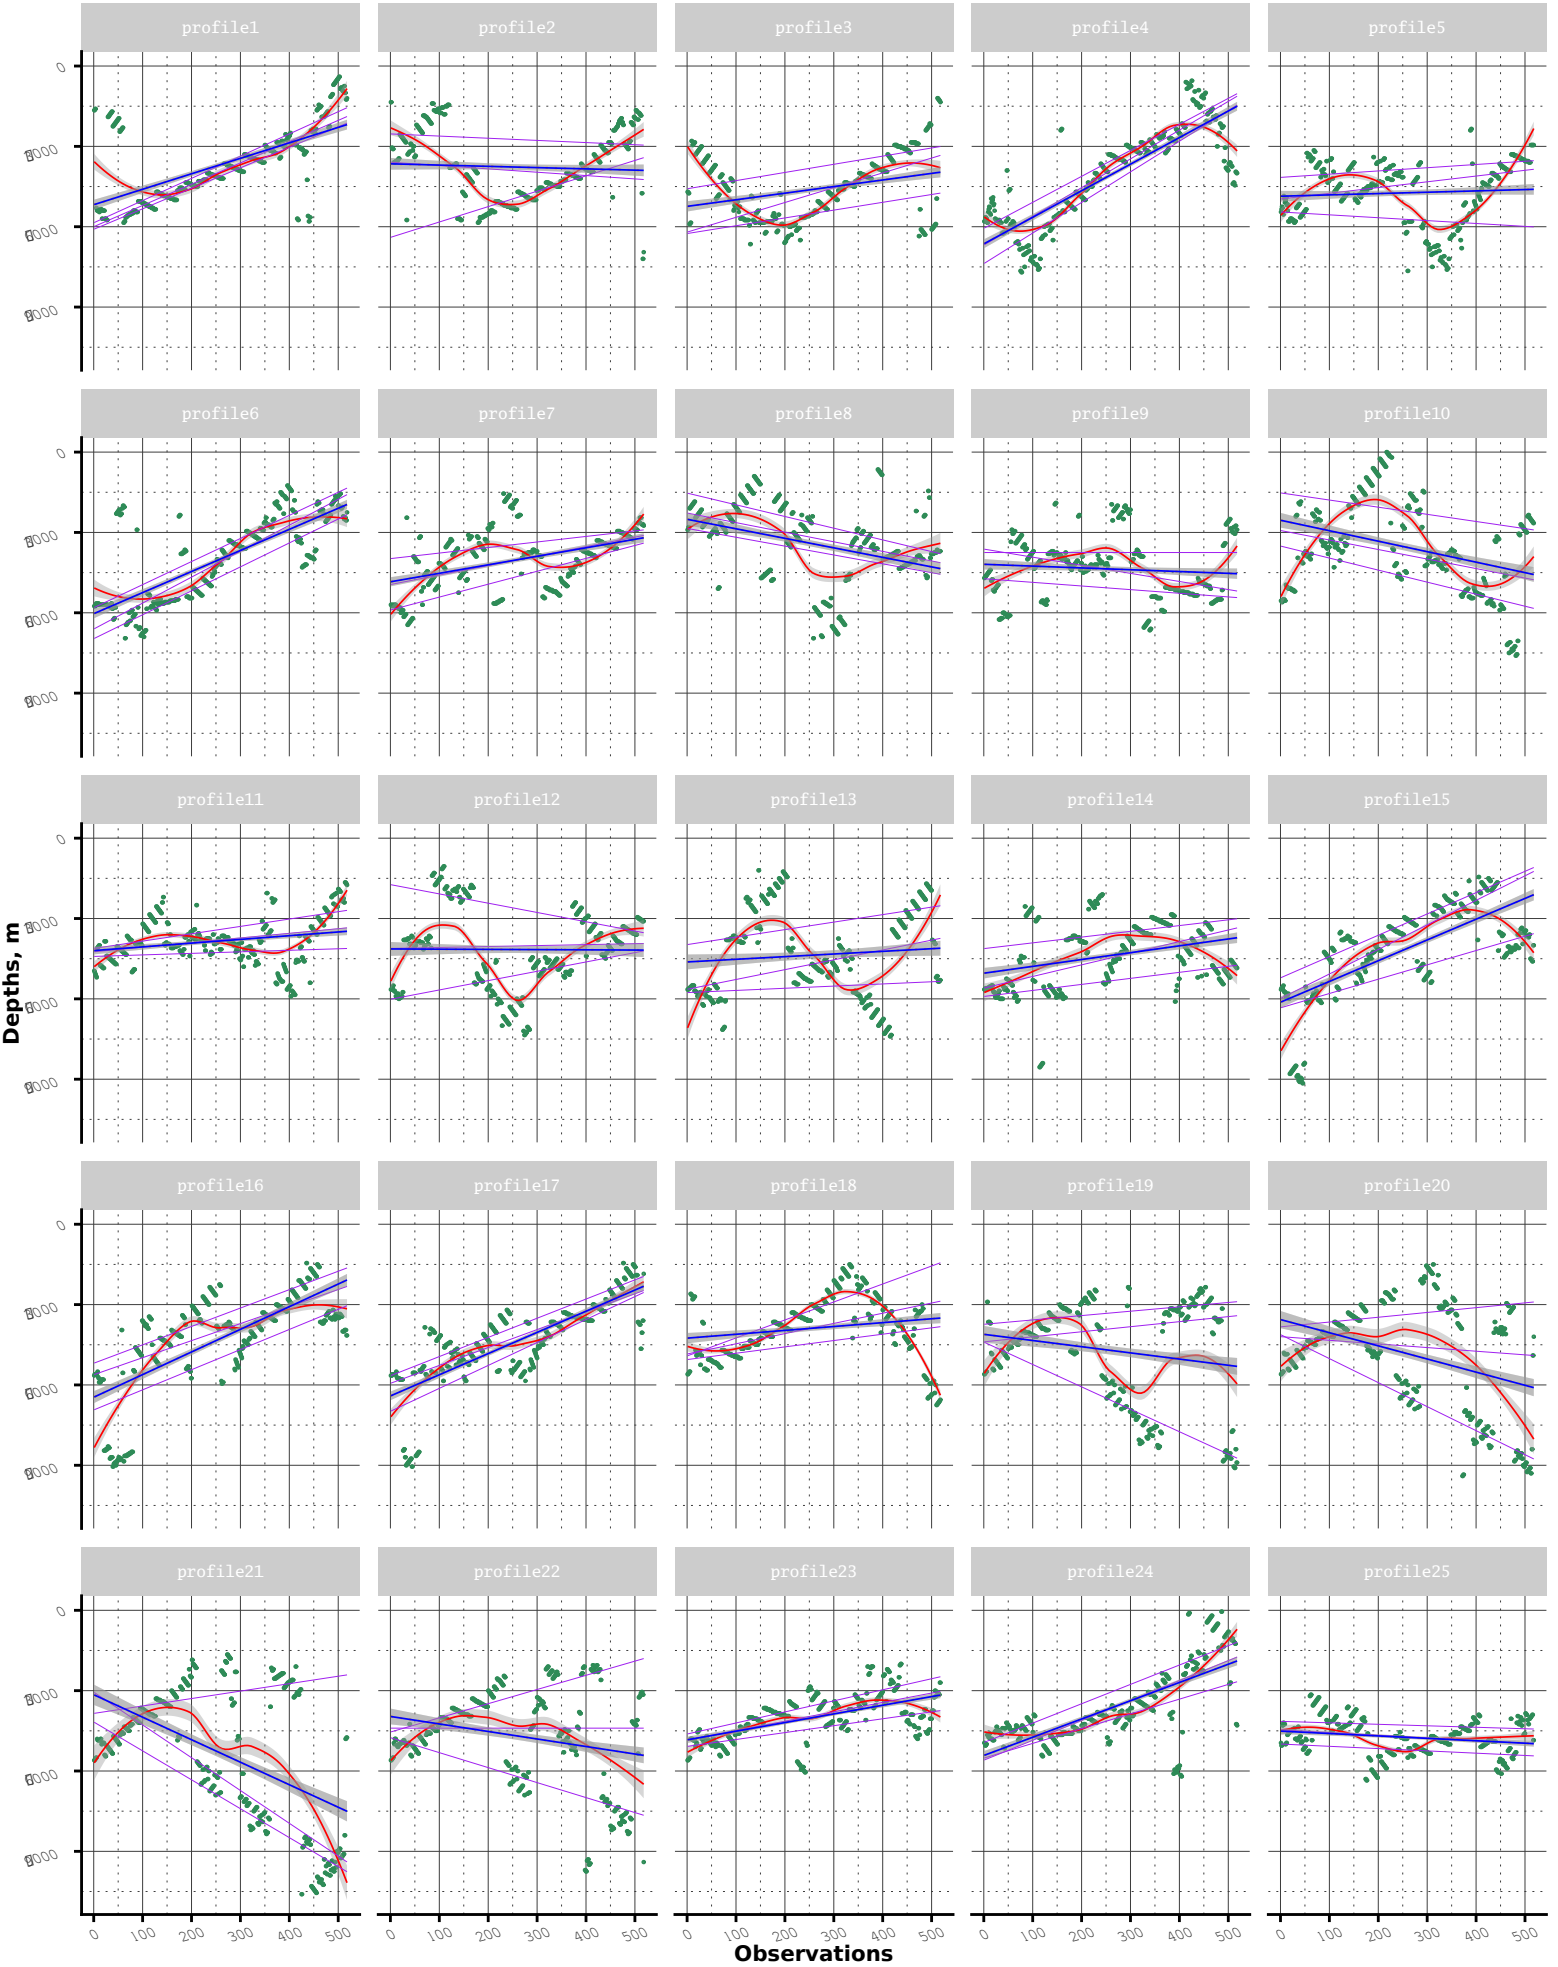 profile1 profile2 profile3 profile4 profile5
0
profile6 profile7 profile8 profile9 profile10
0
profile11 profile12 profile13 profile14 profile15
0
Depths, m
profile16 profile17 profile18 profile19 profile20
0
profile21 profile22 profile23 profile24 profile25
0
0 100 200 300 400 500 0 100 200 300 400 500 0 100 200 300 400 500 0 100 200 300 400 500 0 100 200 300 400 500
Observations